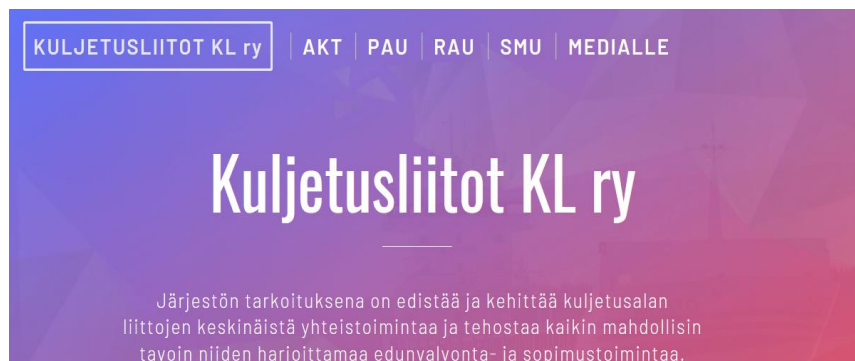 KULJETUSLIITOT KL ry AKT PAU RAU SMU MEDIALLE
Kuljetusliitot KL ry
Järjestön tarkoituksena on edistää ja kehittää kuljetusalan
liittojen keskinäistä yhteistoimintaa ja tehostaa kaikin mahdollisin
tavoin niiden harjoittamaa edunvalvonta- ja sopimustoimintaa.